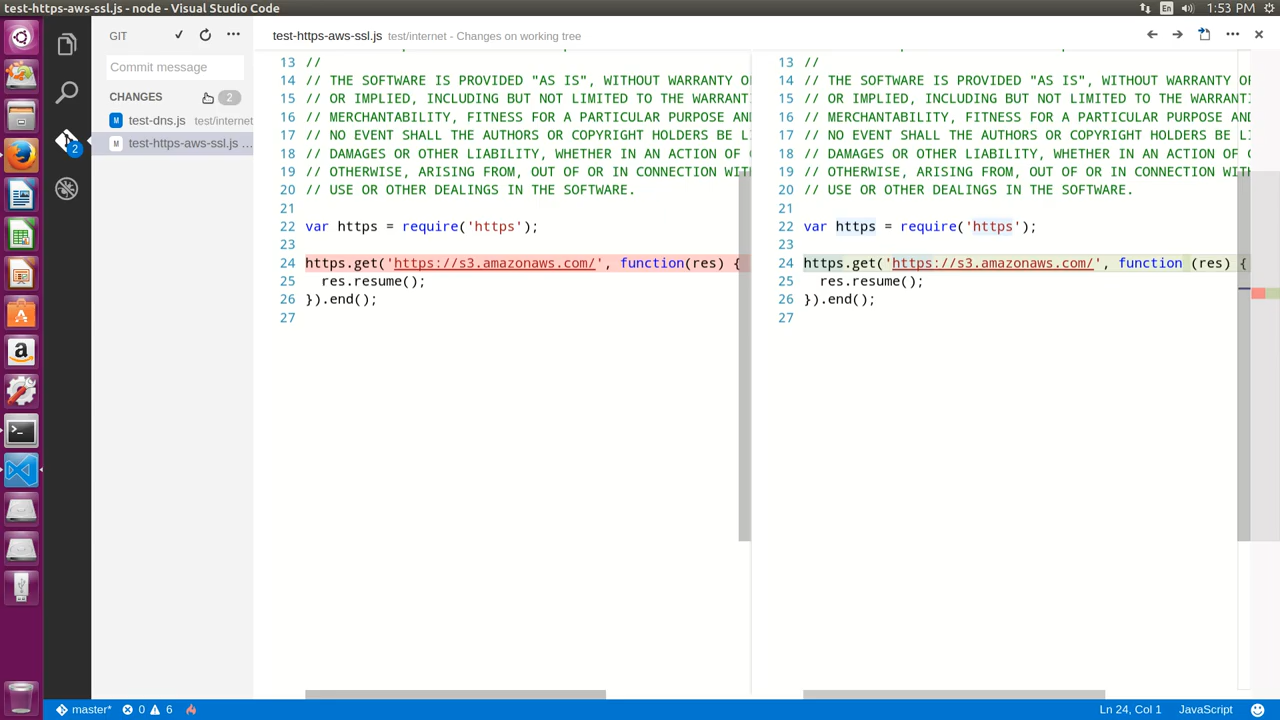 test-https-aws-ssl.js - node - Visual Studio Code
En
1:53 PM
GIT
Commit message
CHANGES
2
M test-dns.js test/internet
M test-https-aws-ssl.js ...
2
a
test-https-aws-ssl.js test/internet - Changes on working tree
13 //
14 // THE SOFTWARE IS PROVIDED "AS IS", WITHOUT WARRANTY
15 // OR IMPLIED, INCLUDING BUT NOT LIMITED TO THE WARRANTI
16 // MERCHANTABILITY, FITNESS FOR A PARTICULAR PURPOSE
17 // NO EVENT SHALL THE AUTHORS OR COPYRIGHT HOLDERS BE
18 // DAMAGES OR OTHER LIABILITY, WHETHER IN AN ACTION OF
19 // OTHERWISE, ARISING FROM, OUT OF OR IN CONNECTION
20 // USE OR OTHER DEALINGS IN THE SOFTWARE.
21
22 var https = require('https');
23
24 https.get('https://s3.amazonaws.com/', function(res) {
25 res.resume();
26 }).end();
27
13 //
14 // THE SOFTWARE IS PROVIDED "AS IS", WITHOUT WARRANTY
15 // OR IMPLIED, INCLUDING BUT NOT LIMITED TO THE WARRANTI
16 // MERCHANTABILITY, FITNESS FOR A PARTICULAR PURPOSE
17 // NO EVENT SHALL THE AUTHORS OR COPYRIGHT HOLDERS BE
18 // DAMAGES OR OTHER LIABILITY, WHETHER IN AN ACTION OF
19 // OTHERWISE, ARISING FROM, OUT OF OR IN CONNECTION
20 // USE OR OTHER DEALINGS IN THE SOFTWARE.
21
22 var https = require('https');
23
24 https.get('https://s3.amazonaws.com/', function (res) {
25 res.resume();
26 }).end();
27
master* 0 6
Ln 24, Col 1 JavaScript